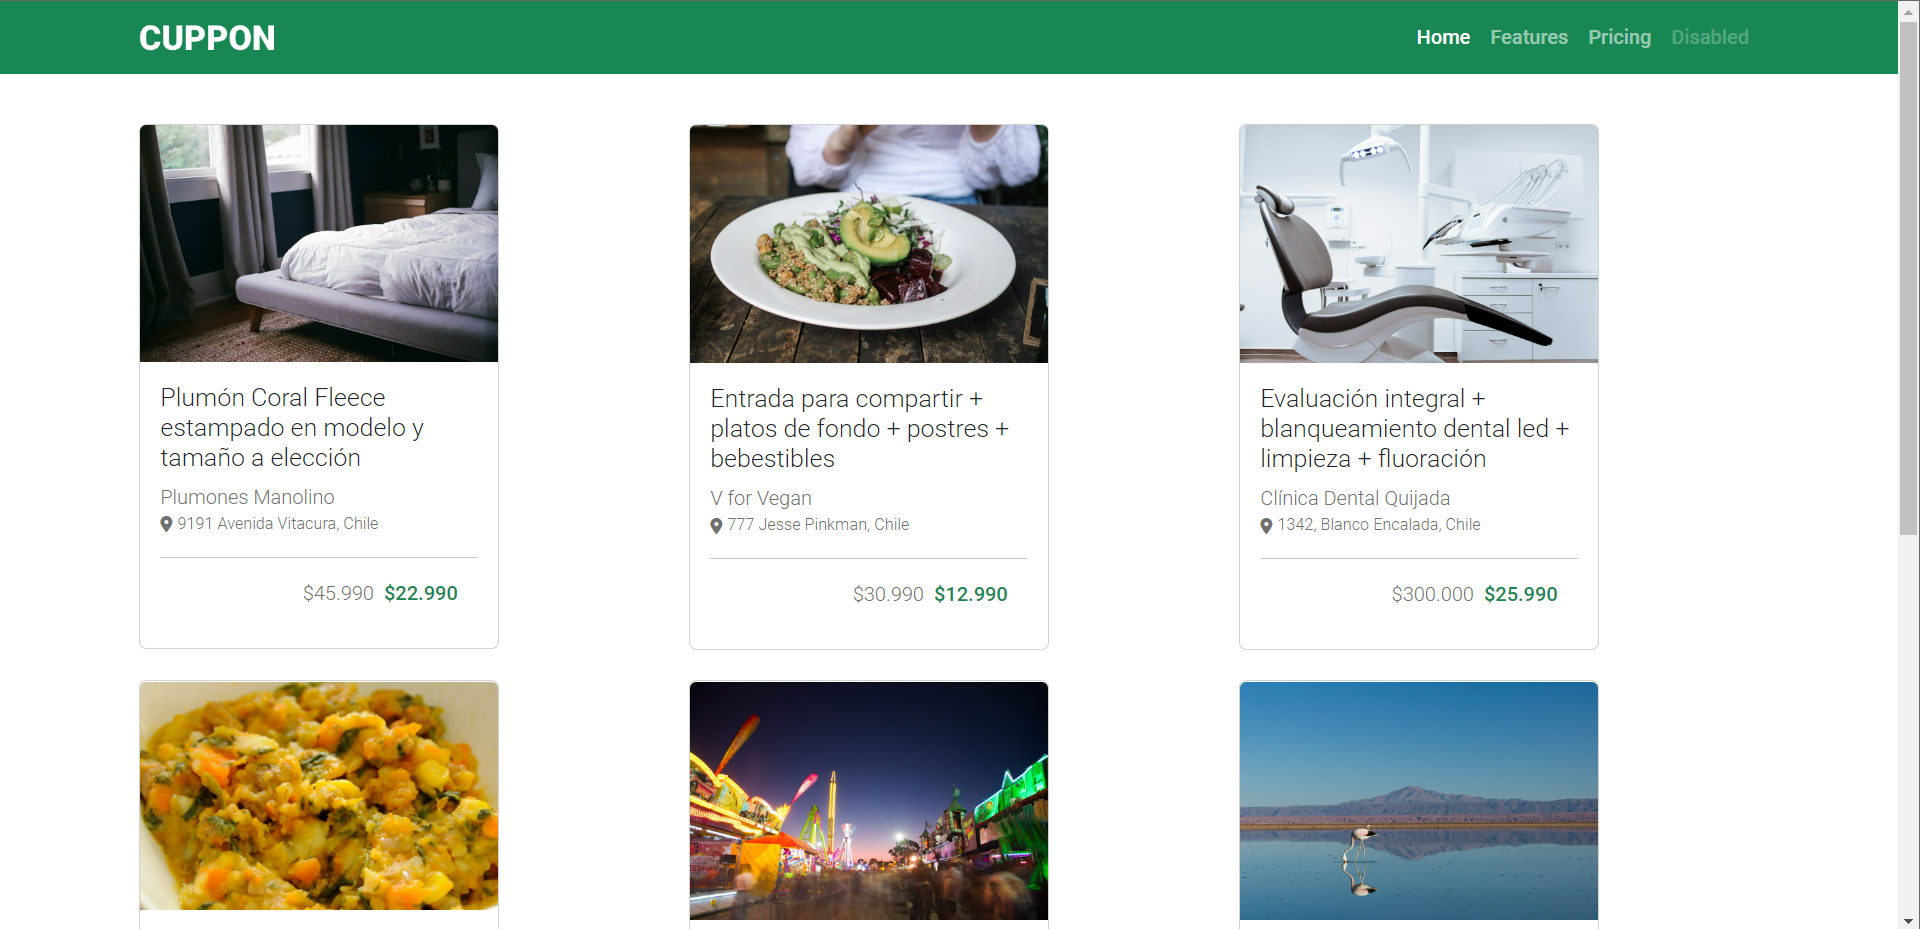 CUPPON
Home Features Pricing Disabled
Plumón Coral Fleece
estampado en modelo y
tamaño a elección
Plumones Manolino
9191 Avenida Vitacura, Chile
$45.990 $22.990
Entrada para compartir +
platos de fondo + postres +
bebestibles
V for Vegan
777 Jesse Pinkman, Chile
$30.990 $12.990
Evaluación integral +
blanqueamiento dental led +
limpieza + fluoración
Clínica Dental Quijada
1342, Blanco Encalada, Chile
$300.000 $25.990